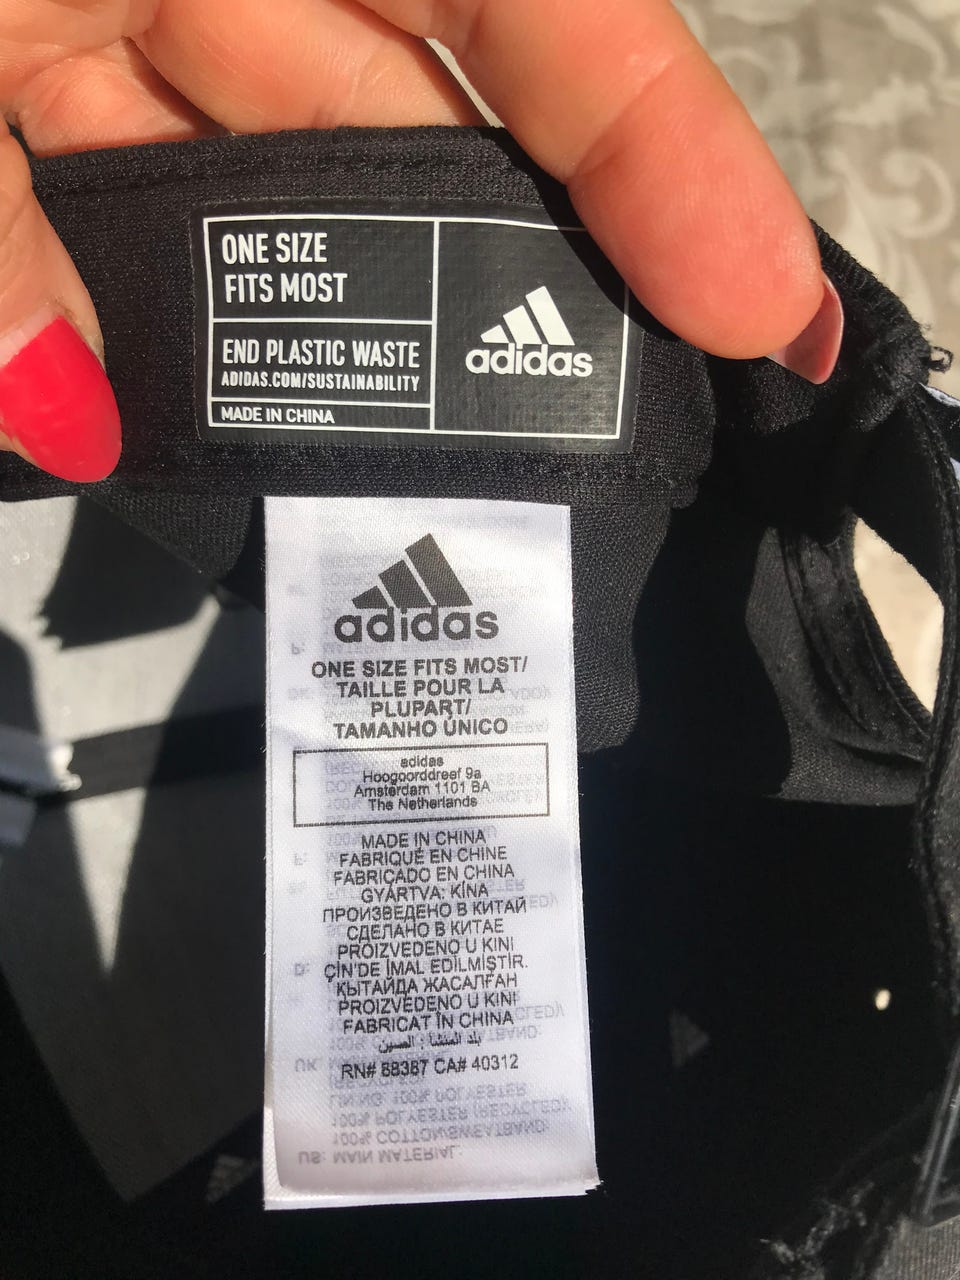 ONE SIZE
FITS MOST
END PLASTIC WASTE
ADIDAS.COM/SUSTAINABILITY
MADE IN CHINA
adidas
adidas
ONE SIZE FITS MOST/
TAILLE POUR LA
PLUPART/
TAMANHO ÚNICO
adidas
Hoogoorddreef 9a
Amsterdam 1101 BA
The Netherlands
MADE IN CHINA
FABRIQUÉ EN CHINE
FABRICADO EN CHINA
GYÁRTVA: KÍNA
ПРОИЗВЕДЕНО В КИТАЙ
СДЕЛАНО В КИТАЕ
PROIZVEDENO U KINI
ÇİN'DE İMAL EDİLMİŞTİR.
ҚЫТАЙДА ЖАСАЛҒАН
PROIZVEDENO U KINI
FABRICAT ÎN CHINA
بلد المنشأ: الصين
RN# 88387 CA# 40312